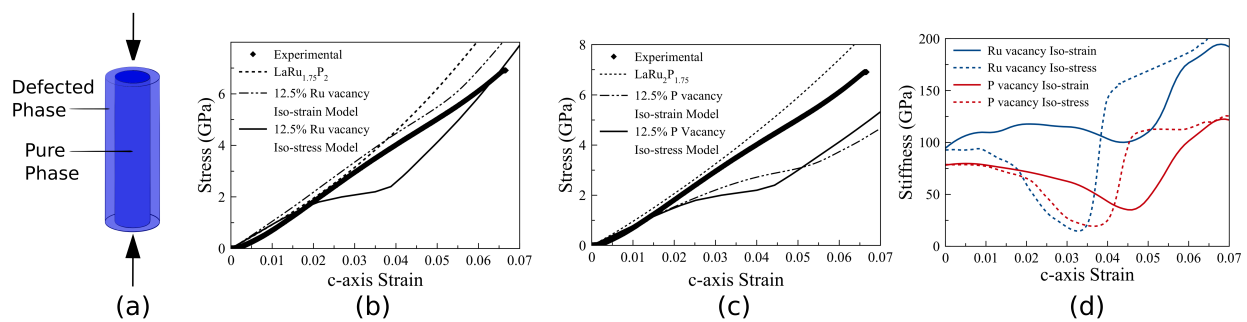 Defected
Phase
Pure
Phase
(a)
Stress (GPa)
8
6
4
2
0
Experimental
LaRu1.75P2
12.5% Ru vacancy
Iso-strain Model
12.5% Ru vacancy
Iso-stress Model
0 0.01 0.02 0.03 0.04 0.05 0.06 0.07
c-axis Strain
(b)
Stress (GPa)
8
6
4
2
0
Experimental
LaRu2P1.75
12.5% P vacancy
Iso-strain Model
12.5% P Vacancy
Iso-stress Model
0 0.01 0.02 0.03 0.04 0.05 0.06 0.07
c-axis Strain
(c)
Stiffness (GPa)
200
150
100
50
0
Ru vacancy Iso-strain
Ru vacancy Iso-stress
P vacancy Iso-strain
P vacancy Iso-stress
0 0.01 0.02 0.03 0.04 0.05 0.06 0.07
c-axis Strain
(d)